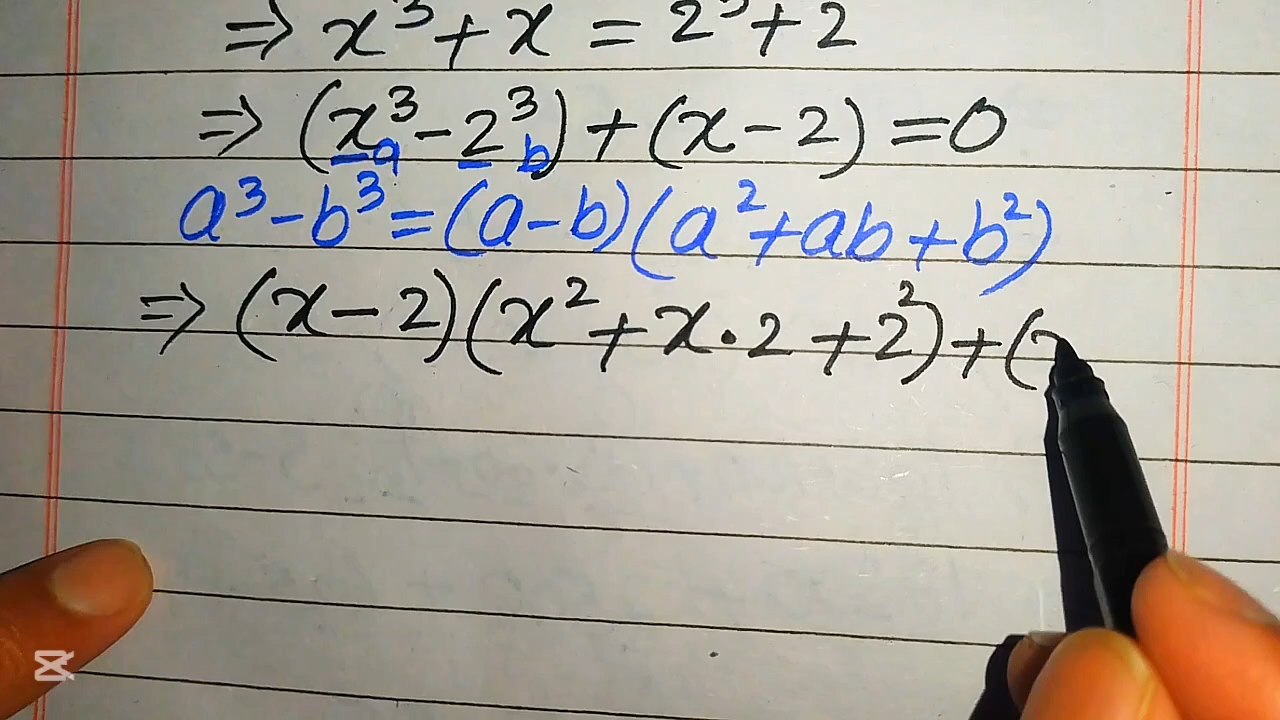 ⇒ x³ + x = 2³ + 2
⇒ (x³ - 2³) + (x - 2) = 0
a b
a³ - b³ = (a - b)(a² + ab + b²)
⇒ (x - 2)(x² + x · 2 + 2²) + (x